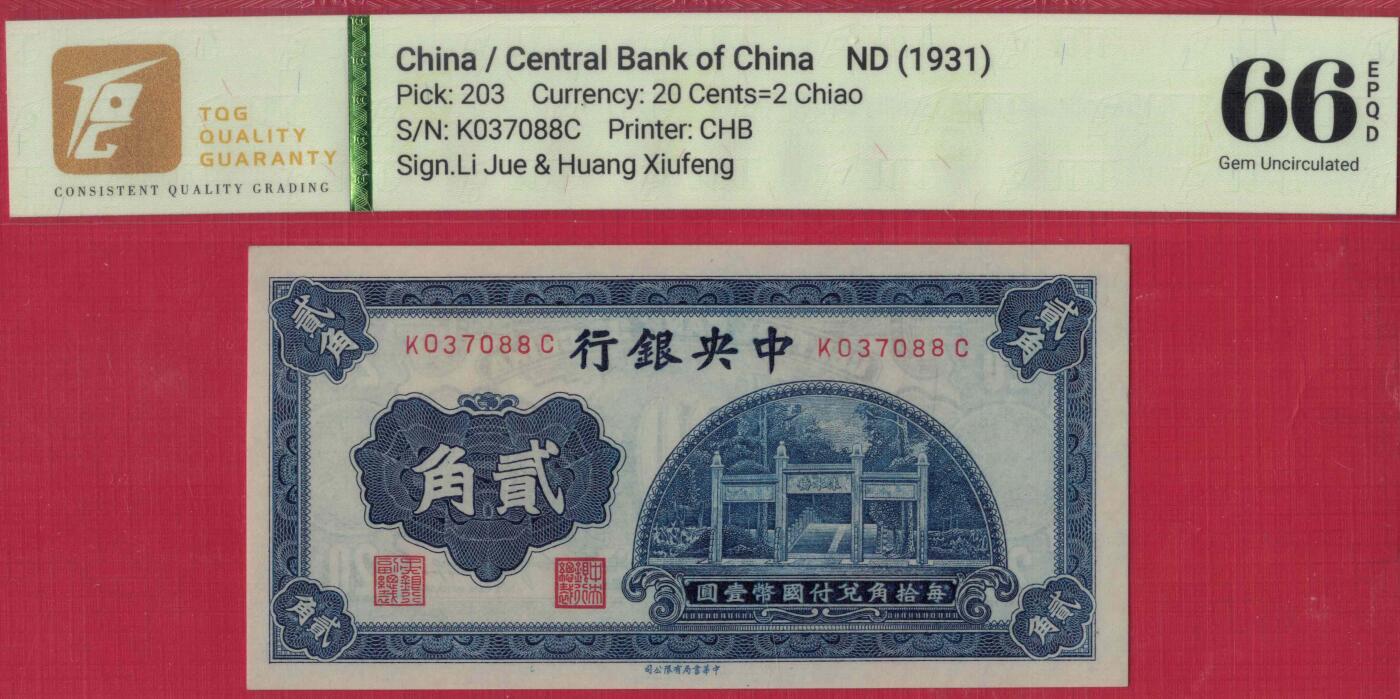 TQG
QUALITY
GUARANTY
CONSISTENT QUALITY GRADING
China / Central Bank of China ND (1931)
Pick: 203 Currency: 20 Cents=2 Chiao
S/N: K037088C Printer: CHB
Sign.Li Jue & Huang Xiufeng
66
EPQD
Gem Uncirculated
貳角
貳角
K037088C
行銀央中
K037088C
角貳
圓壹幣國付兌角拾每
角貳
貳角
司公限有局書華中